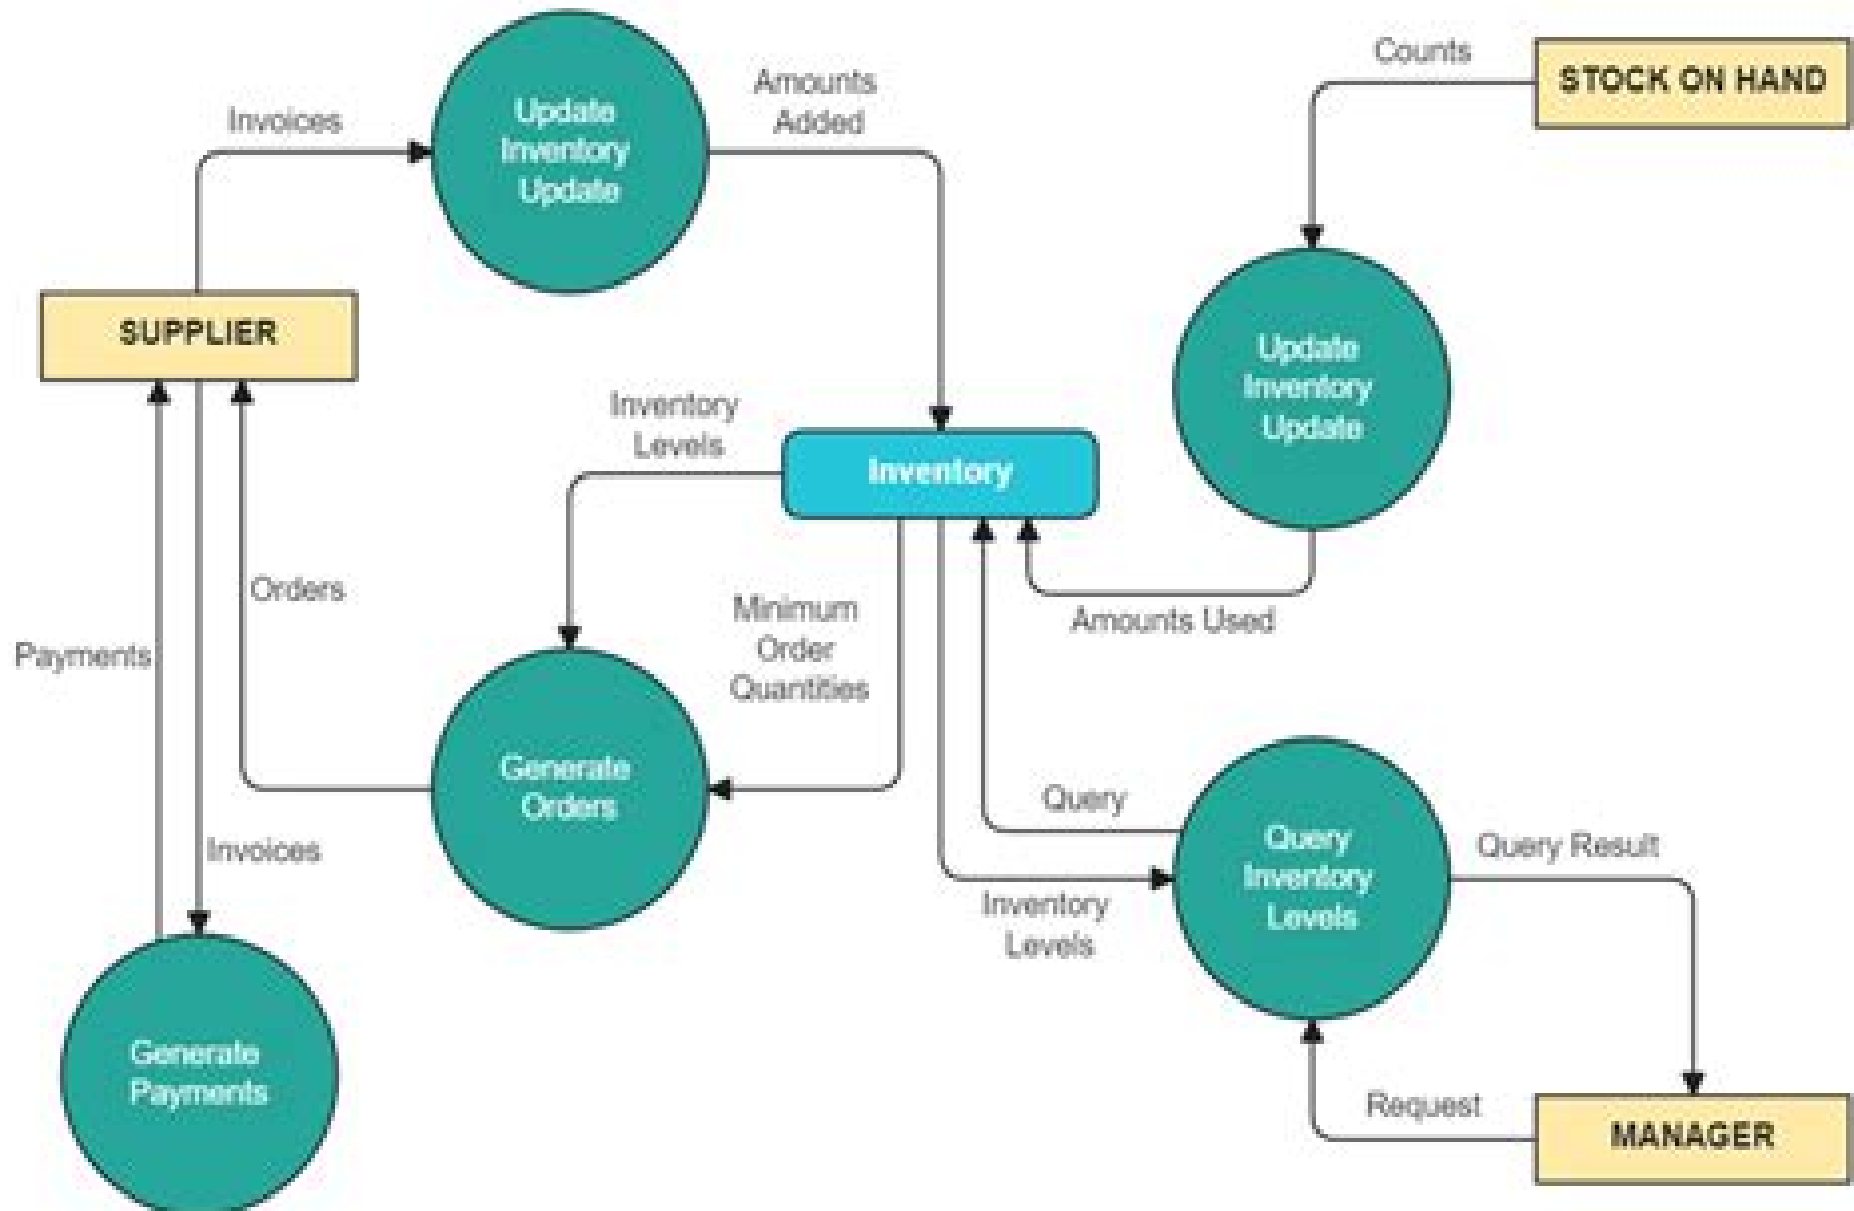 Counts
STOCK ON HAND
Amounts
Added
Invoices
Update
Inventory
Update
SUPPLIER
Update
Inventory
Update
Inventory
Levels
Inventory
Orders
Minimum
Order
Quantities
Amounts Used
Payments
Generate
Orders
Query
Invoices
Query
Inventory
Levels
Query Result
Inventory
Levels
Generate
Payments
Request
MANAGER